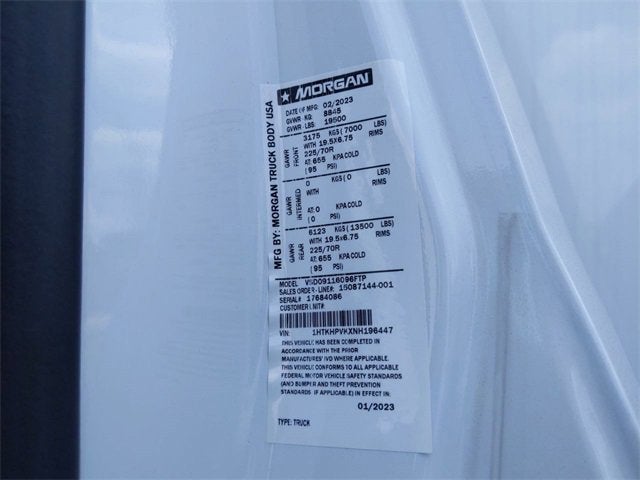 MORGAN
MFG BY: MORGAN TRUCK BODY USA
DATE OF MFG: 02/2023
GVWR - KG: 8845
GVWR - LBS: 19500
GAWR FRONT
3175 KGS (7000 LBS)
WITH 19.5X6.75 RIMS
225/70R
AT: 655 KPA COLD
(95 PSI)
GAWR INTERMED
0 KGS (0 LBS)
WITH RIMS
AT: 0 KPA COLD
(0 PSI)
GAWR REAR
6123 KGS (13500 LBS)
WITH 19.5X6.75 RIMS
225/70R
AT: 655 KPA COLD
(95 PSI)
MODEL
SALES ORDER - LINE#: 15087144-001
SERIAL# 17684086
CUSTOMER UNIT#:
VIN: 1HTKHPVKXNH196447
THIS VEHICLE HAS BEEN COMPLETED IN
ACCORDANCE WITH THE PRIOR
MANUFACTURERS' IVD WHERE APPLICABLE.
THIS VEHICLE CONFORMS TO ALL APPLICABLE
FEDERAL MOTOR VEHICLE SAFETY STANDARDS
(AND BUMPER AND THEFT PREVENTION
STANDARDS IF APPLICABLE) IN EFFECT IN:
01/2023
TYPE: TRUCK